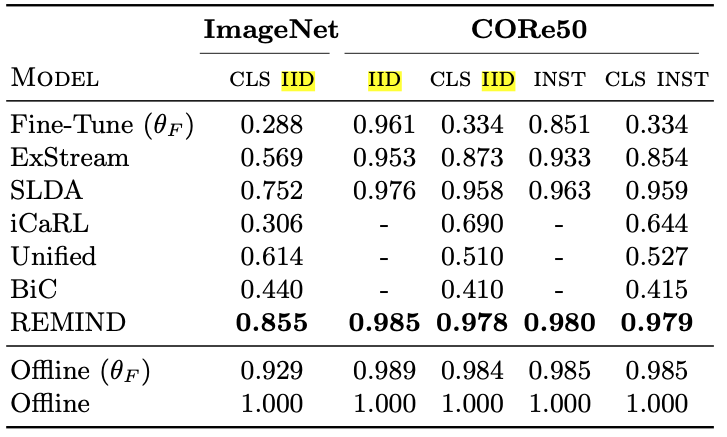 ImageNet CORe50
MODEL CLS IID IID CLS IID INST CLS INST
Fine-Tune (θ_F) 0.288 0.961 0.334 0.851 0.334
ExStream 0.569 0.953 0.873 0.933 0.854
SLDA 0.752 0.976 0.958 0.963 0.959
iCaRL 0.306 - 0.690 - 0.644
Unified 0.614 - 0.510 - 0.527
BiC 0.440 - 0.410 - 0.415
REMIND 0.855 0.985 0.978 0.980 0.979
Offline (θ_F) 0.929 0.989 0.984 0.985 0.985
Offline 1.000 1.000 1.000 1.000 1.000